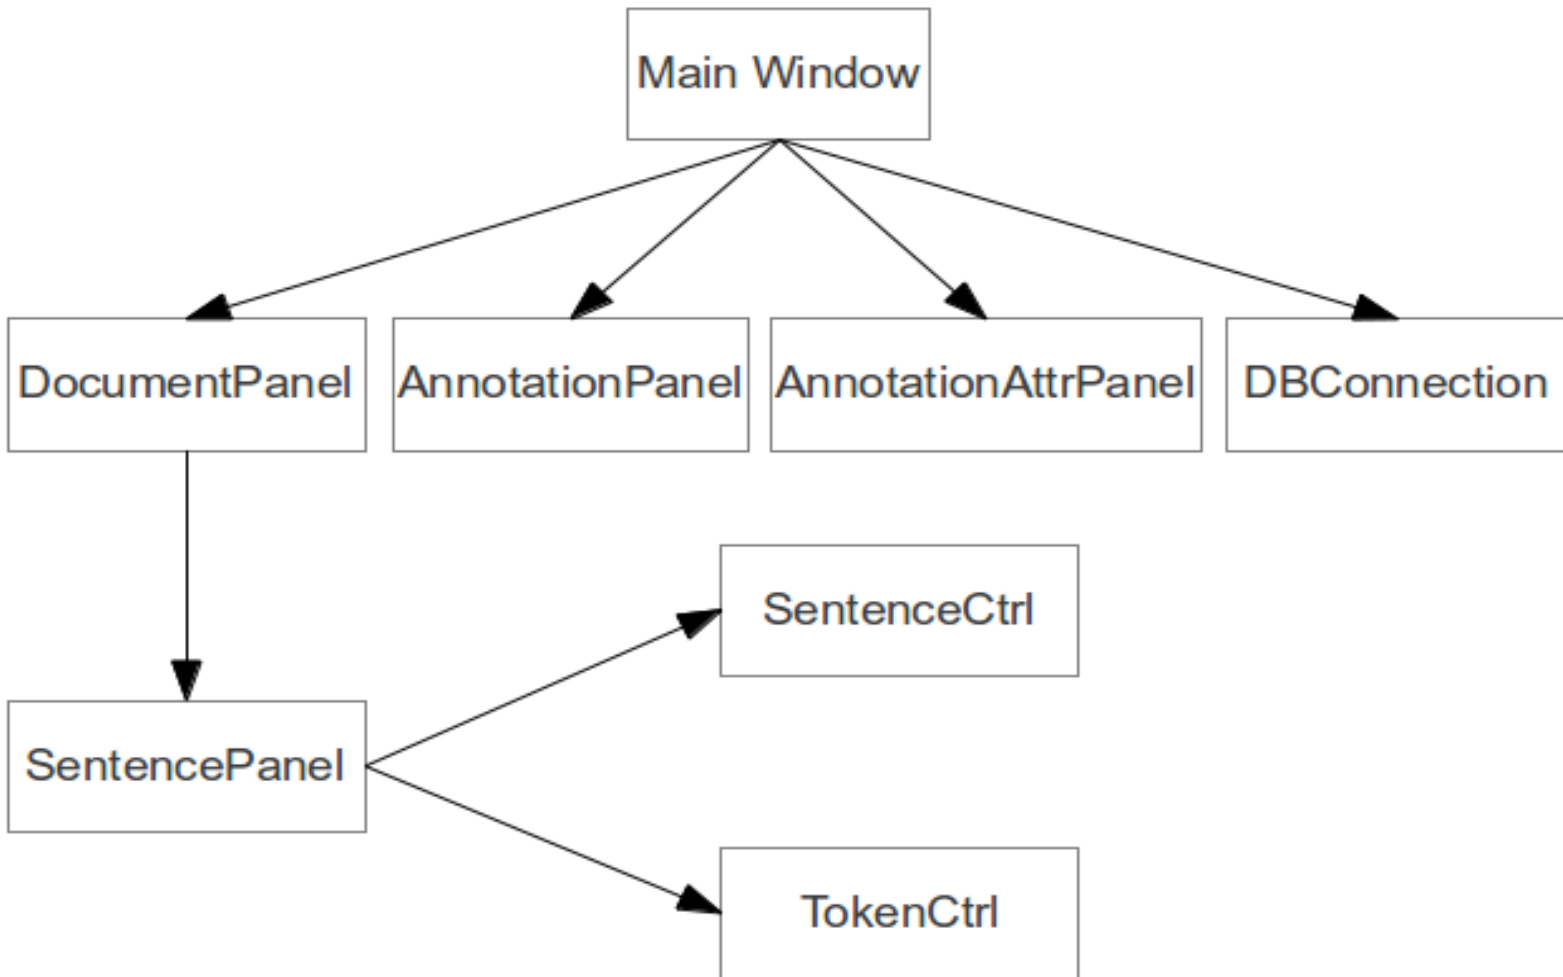 Main Window
DocumentPanel
AnnotationPanel
AnnotationAttrPanel
DBConnection
SentenceCtrl
SentencePanel
TokenCtrl